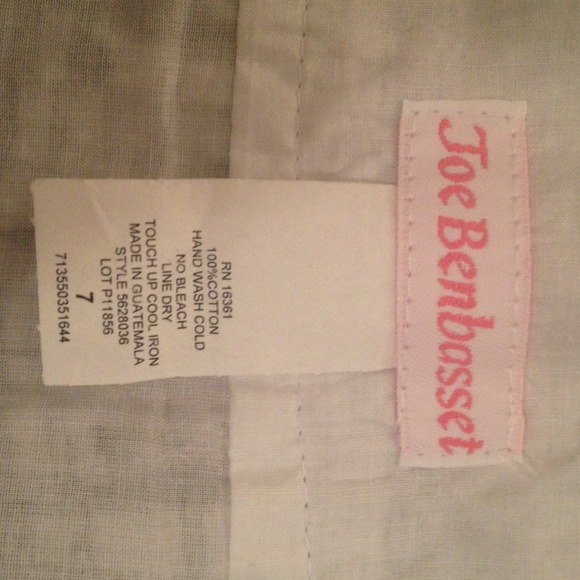 Joe Benbasset
RN 16361
100%COTTON
HAND WASH COLD
NO BLEACH
LINE DRY
TOUCH UP COOL IRON
MADE IN GUATEMALA
STYLE 5628036
LOT P11856
7
713550351644